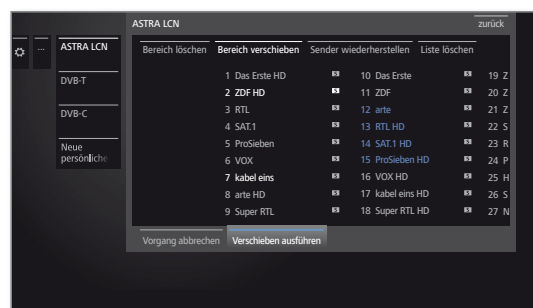 ASTRA LCN
zurück
...
ASTRA LCN
DVB-T
DVB-C
Neue
persönliche
Bereich löschen Bereich verschieben Sender wiederherstellen Liste löschen
1 Das Erste HD S 10 Das Erste S 19 Z
2 ZDF HD S 11 ZDF S 20 Z
3 RTL S 12 arte S 21 Z
4 SAT.1 S 13 RTL HD S 22 S
5 ProSieben S 14 SAT.1 HD S 23 R
6 VOX S 15 ProSieben HD S 24 P
7 kabel eins S 16 VOX HD S 25 H
8 arte HD S 17 kabel eins HD S 26 S
9 Super RTL S 18 Super RTL HD S 27 N
Vorgang abbrechen Verschieben ausführen